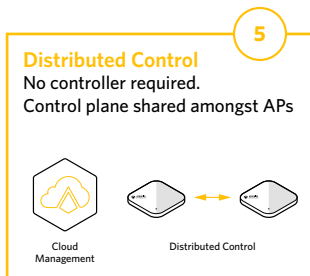 5
Distributed Control
No controller required.
Control plane shared amongst APs
Cloud
Management
Distributed Control